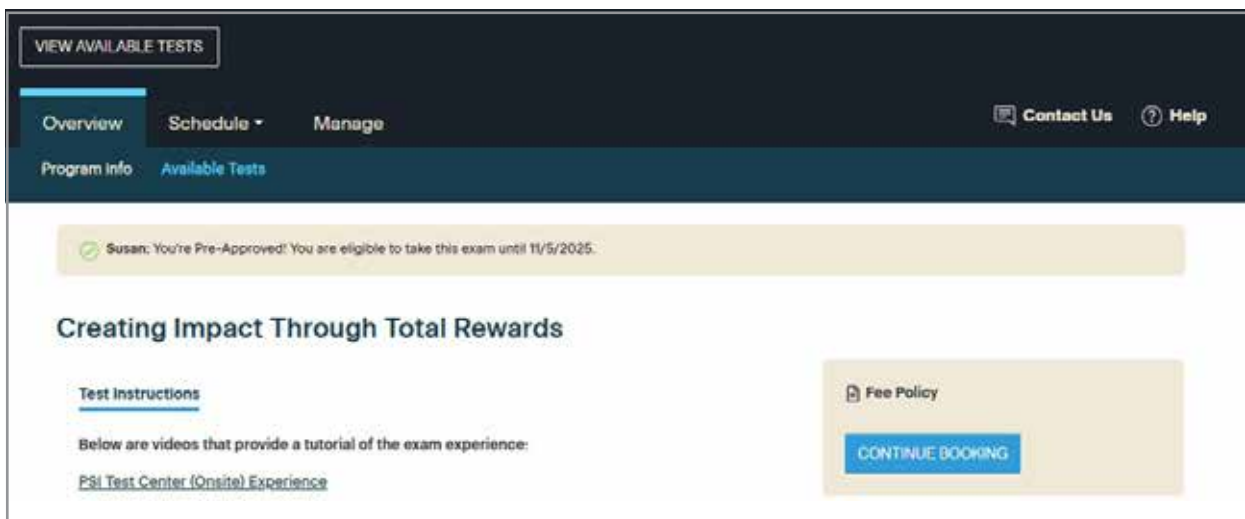 VIEW AVAILABLE TESTS
Overview Schedule Manage Contact Us Help
Program Info Available Tests
Susan: You're Pre-Approved! You are eligible to take this exam until 11/5/2025.
Creating Impact Through Total Rewards
Test Instructions
Fee Policy
Below are videos that provide a tutorial of the exam experience:
CONTINUE BOOKING
PSI Test Center (Onsite) Experience